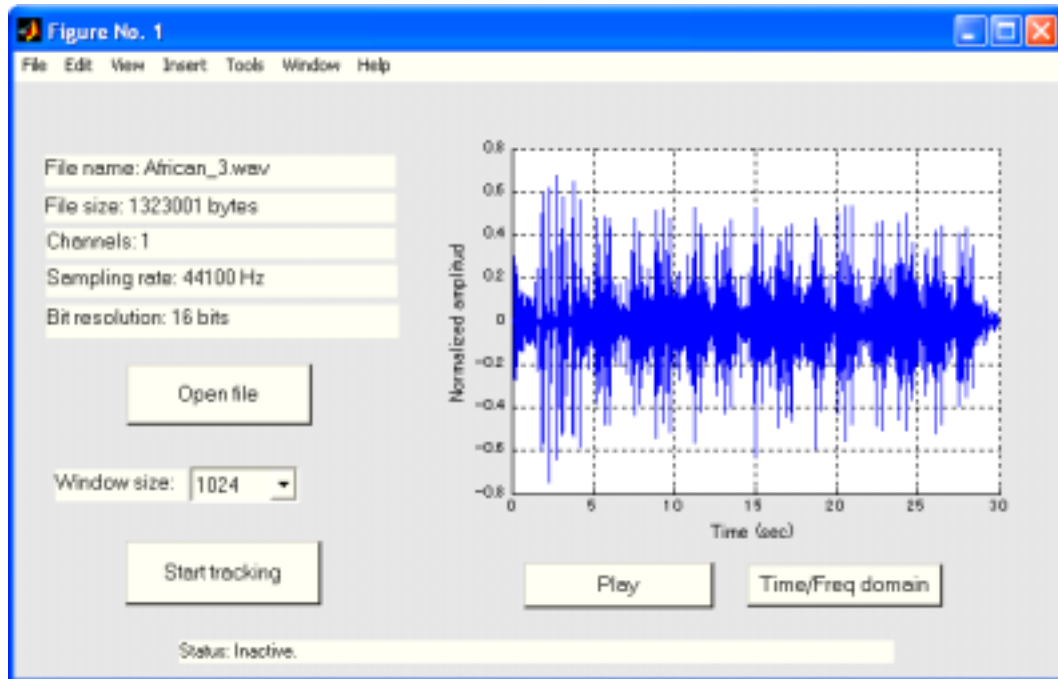 Figure No. 1
File Edit View Insert Tools Window Help
File name: African_3.wav
File size: 1323001 bytes
Channels: 1
Sampling rate: 44100 Hz
Bit resolution: 16 bits
Open file
Window size: 1024
Start tracking
Normalized amplitud
0.8
0.6
0.4
0.2
0
-0.2
-0.4
-0.6
-0.8
0 5 10 15 20 25 30
Time (sec)
Play
Time/Freq domain
Status: Inactive.